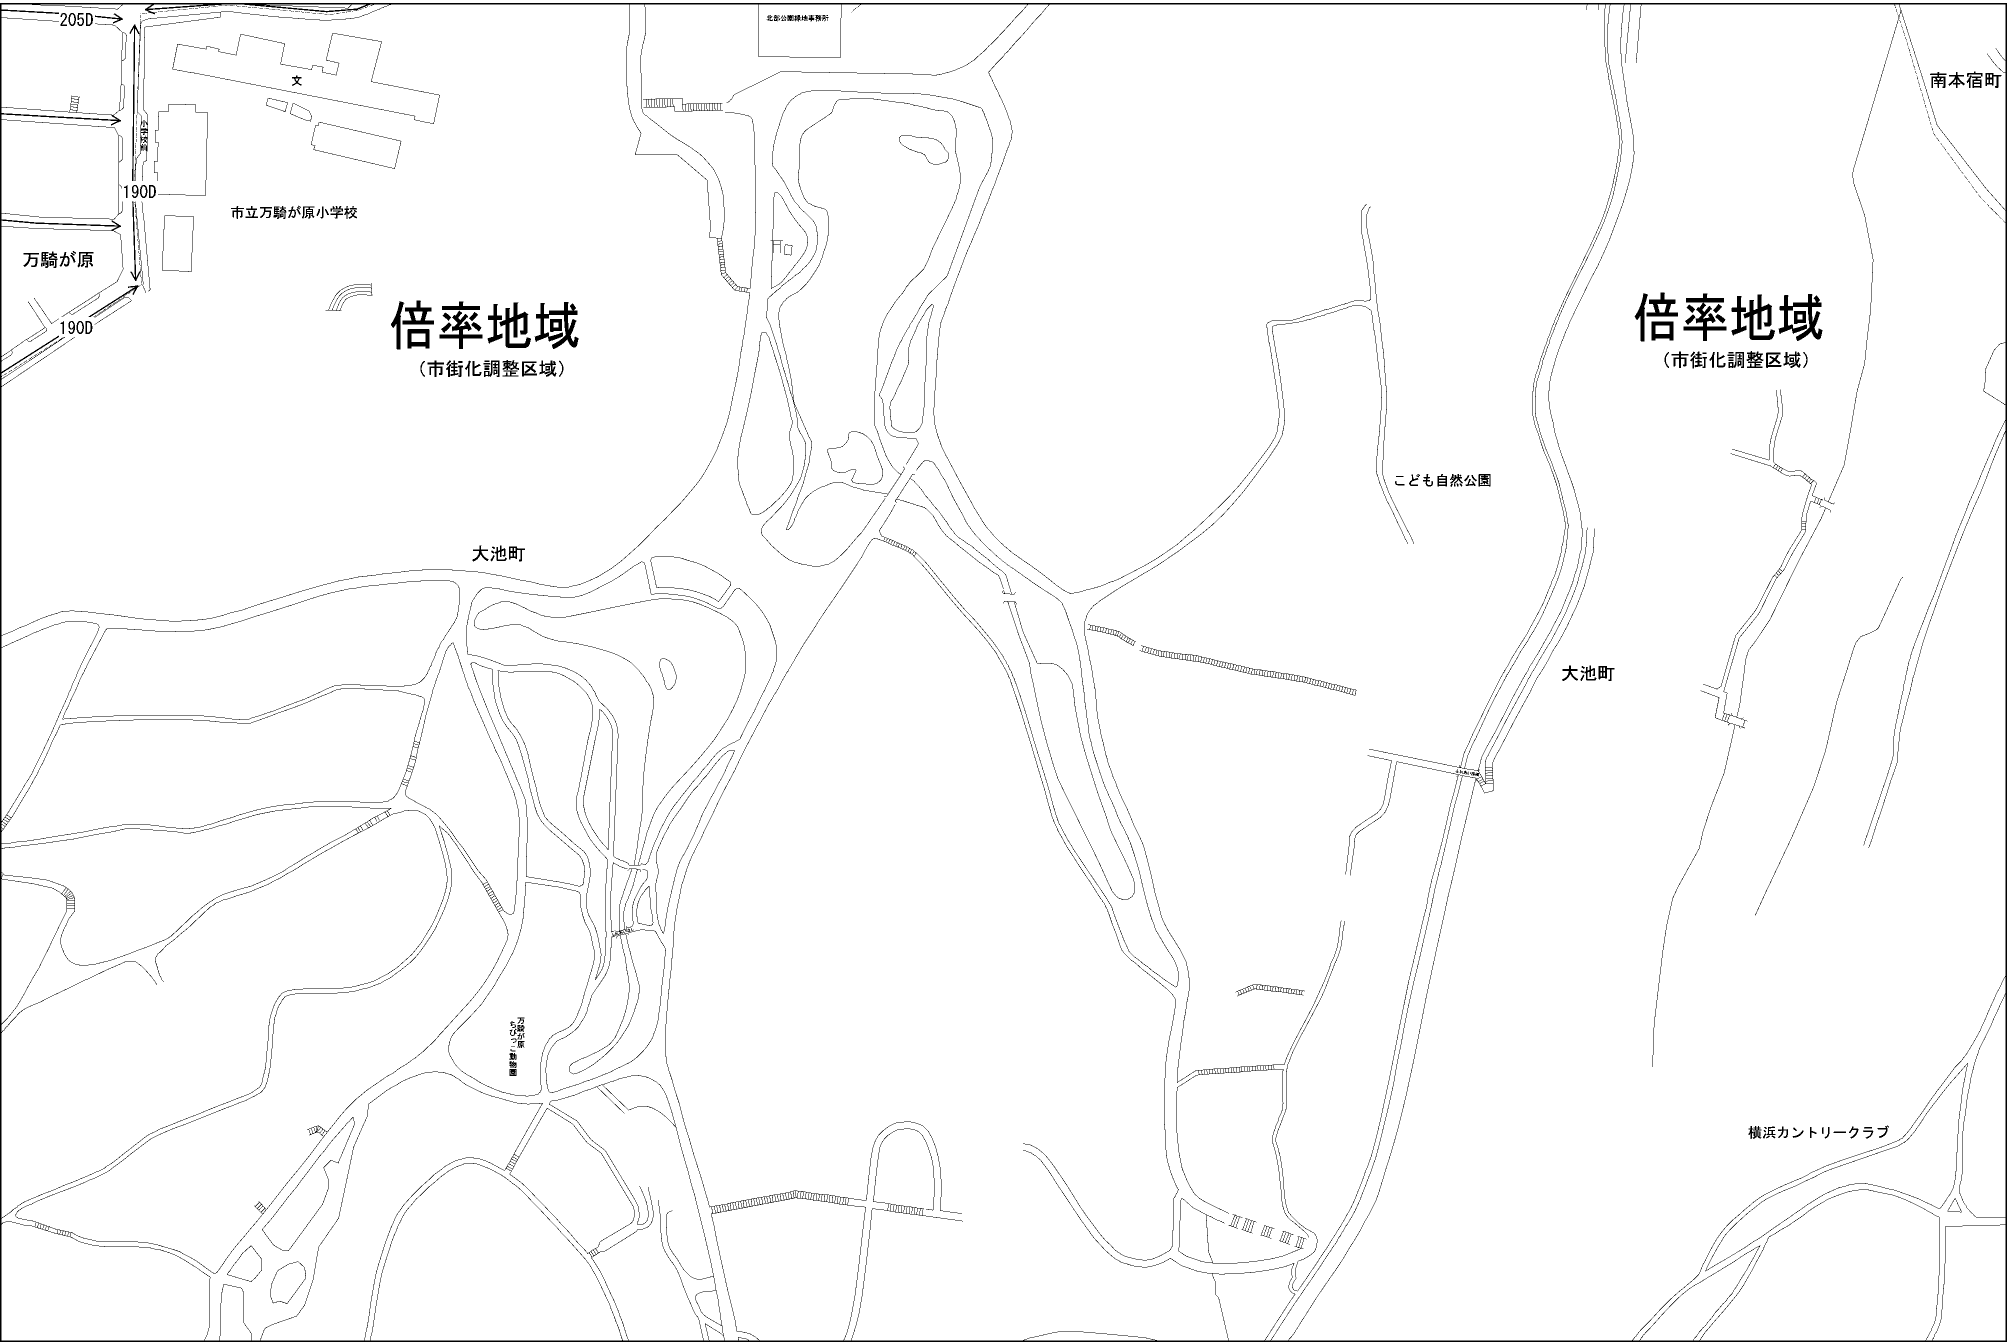 205D
北部公園緑地事務所
南本宿町
文
小学校前
190D
市立万騎が原小学校
万騎が原
190D
倍率地域
（市街化調整区域）
倍率地域
（市街化調整区域）
こども自然公園
大池町
大池町
万騎が原
ちびっこ動物園
横浜カントリークラブ